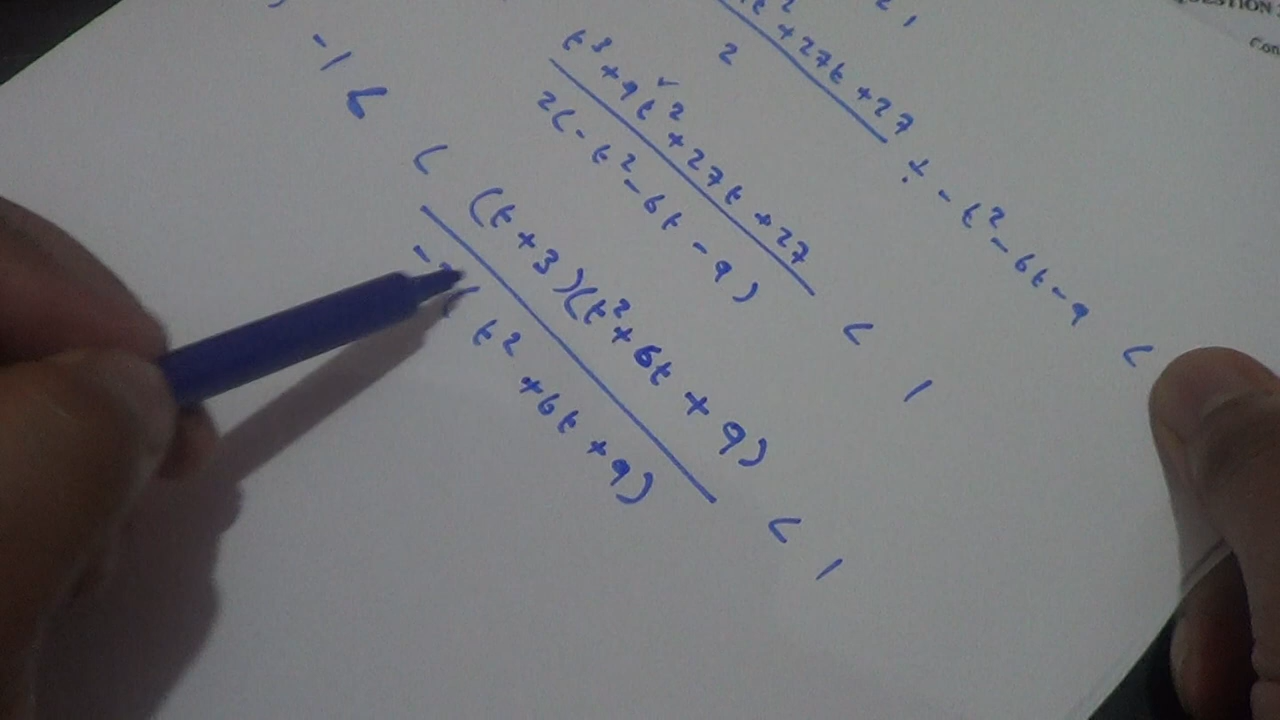 t² + 27t + 27 ÷ - t² - 6t - 9 <
2
-1 < t³ + 9t² + 27t + 27 < 1
2(- t² - 6t - 9)
< (t + 3)(t² + 6t + 9) < 1
t² + 6t + 9)